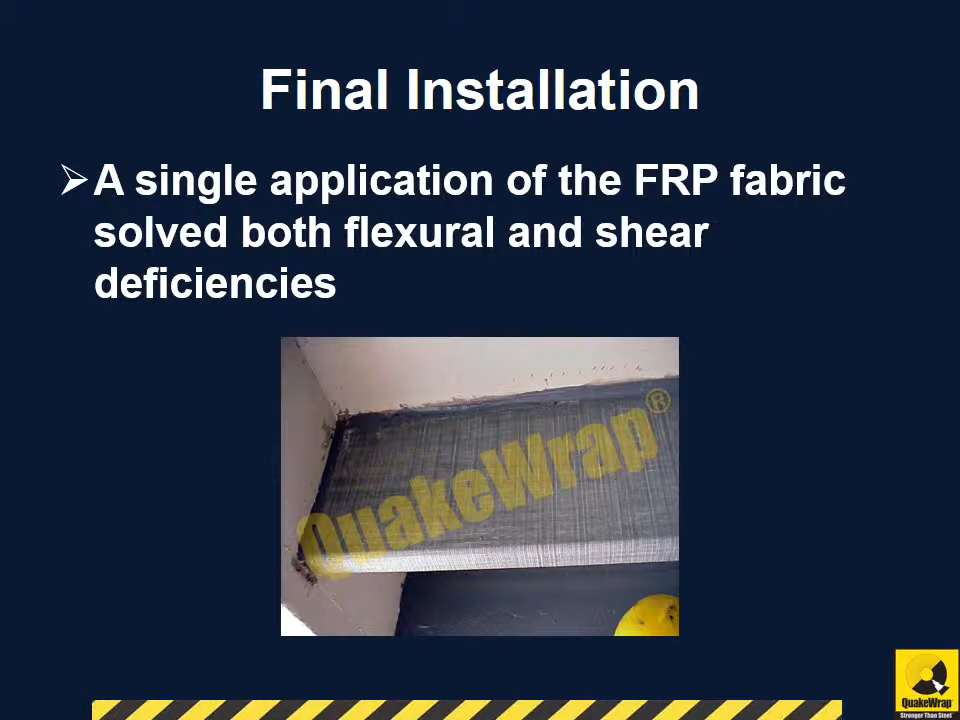 Final Installation
A single application of the FRP fabric
solved both flexural and shear
deficiencies
QuakeWrap®
QuakeWrap
Stronger Than Steel